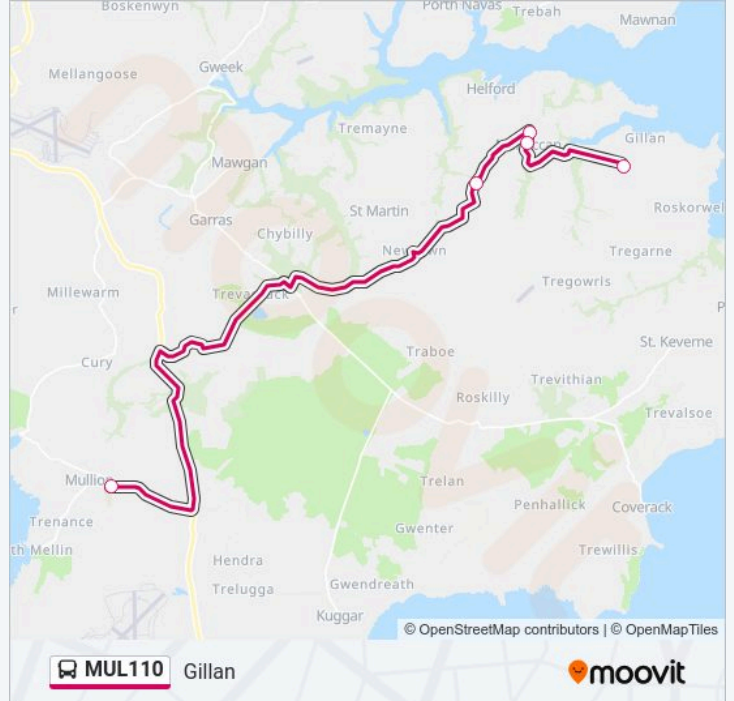 Boskenwyn
Porth Navas
Trebah
Mawnan
Mellangoose
Gweek
Helford
Tremayne
Gillan
Mawgan
Garras
St Martin
Roskorwel
Chybilly
Tregarne
Millewarm
Tregowris
St. Keverne
Cury
Traboe
Trevithian
Roskilly
Trevalsoe
Trelan
Penhallick
Coverack
Trenance
Gwenter
th Mellin
Trewillis
Hendra
Trelugga
Gwendreath
Kuggar
© OpenStreetMap contributors | © OpenMapTiles
MUL110 Gillan
moovit